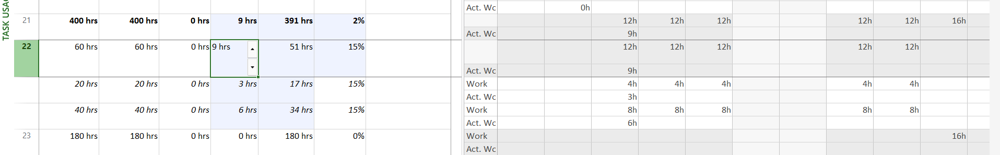 TASK USAG
Act. Wc 0h
21 400 hrs 400 hrs 0 hrs 9 hrs 391 hrs 2% 12h 12h 12h 12h 12h 16h
Act. Wc 9h
22 60 hrs 60 hrs 0 hrs 9 hrs 51 hrs 15% 12h 12h 12h 12h 12h
Act. Wc 9h
20 hrs 20 hrs 0 hrs 3 hrs 17 hrs 15% Work 4h 4h 4h 4h 4h
Act. Wc 3h
40 hrs 40 hrs 0 hrs 6 hrs 34 hrs 15% Work 8h 8h 8h 8h 8h
Act. Wc 6h
23 180 hrs 180 hrs 0 hrs 0 hrs 180 hrs 0% Work 16h
Act. Wc